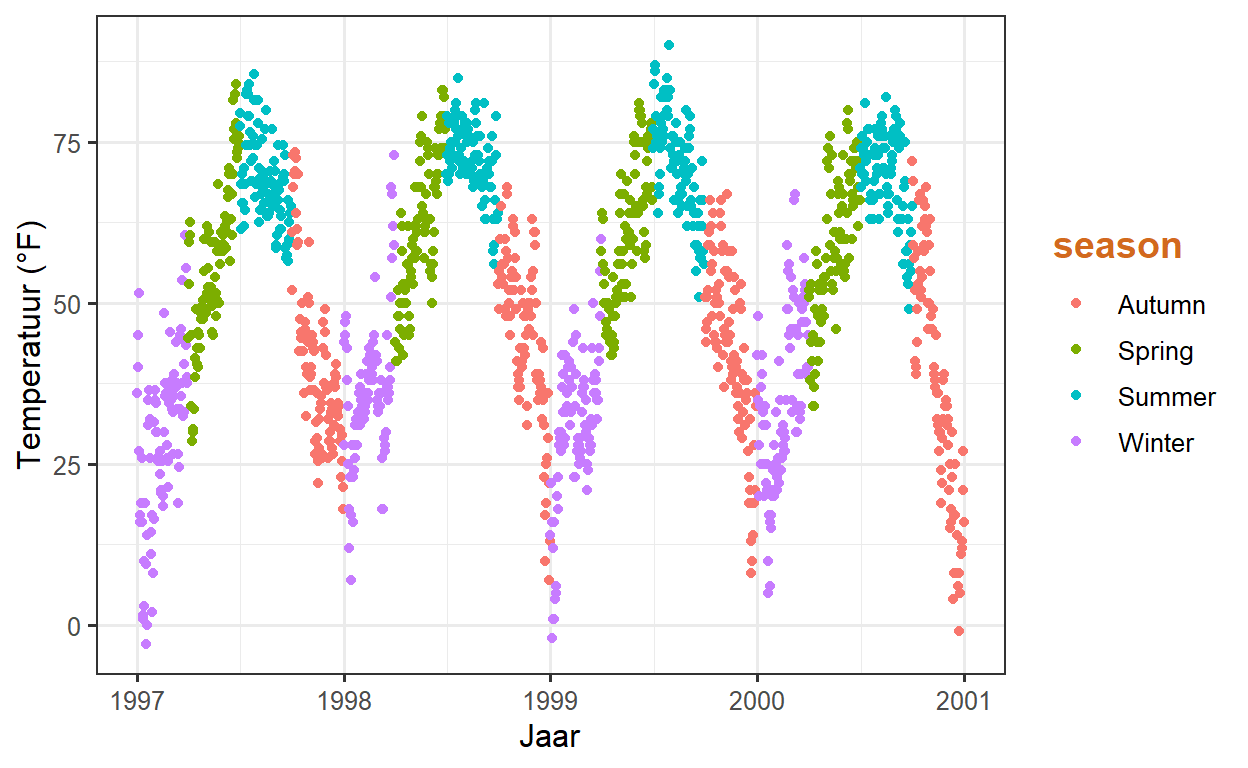 Temperatuur (°F)
75
50
25
0
1997 1998 1999 2000 2001
Jaar
season
Autumn
Spring
Summer
Winter